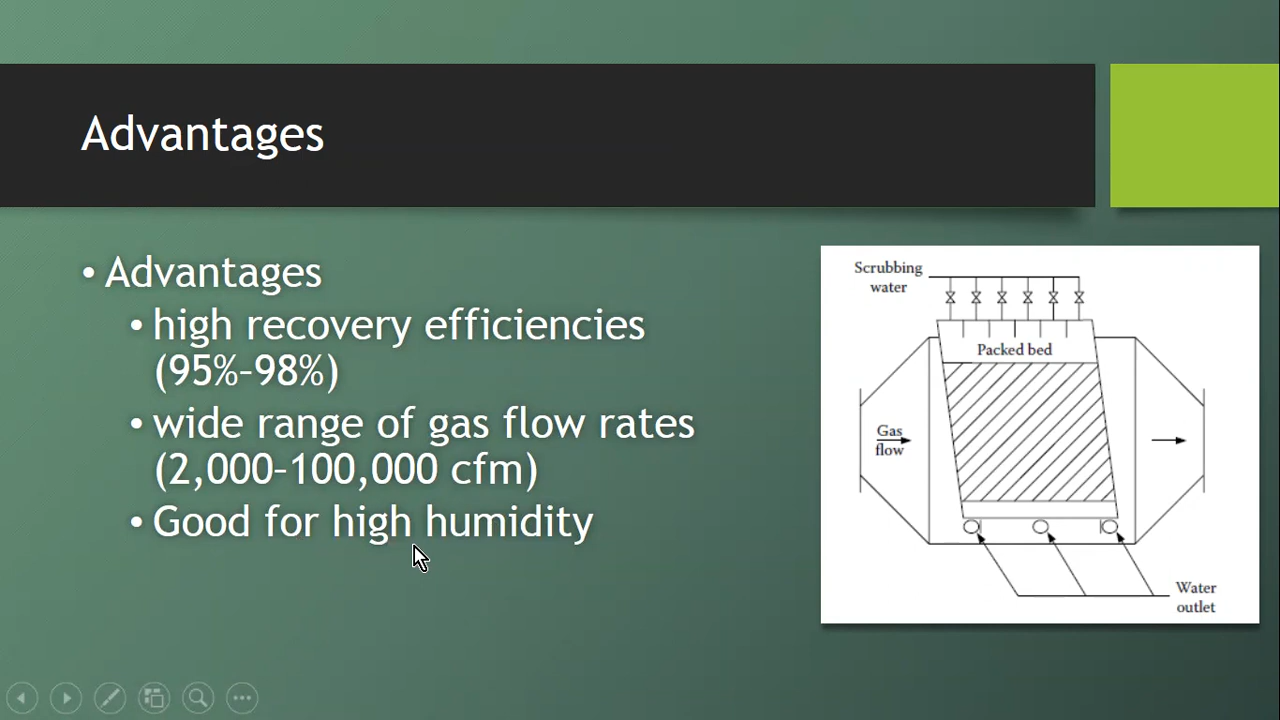 Advantages
• Advantages
• high recovery efficiencies
(95%–98%)
• wide range of gas flow rates
(2,000–100,000 cfm)
• Good for high humidity
Scrubbing
water
Packed bed
Gas
flow
Water
outlet